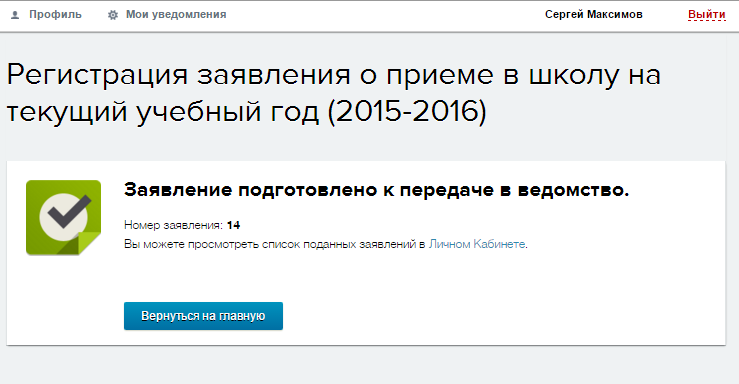 Профиль Мои уведомления Сергей Максимов Выйти
Регистрация заявления о приеме в школу на
текущий учебный год (2015-2016)
Заявление подготовлено к передаче в ведомство.
Номер заявления: 14
Вы можете просмотреть список поданных заявлений в Личном Кабинете.
Вернуться на главную